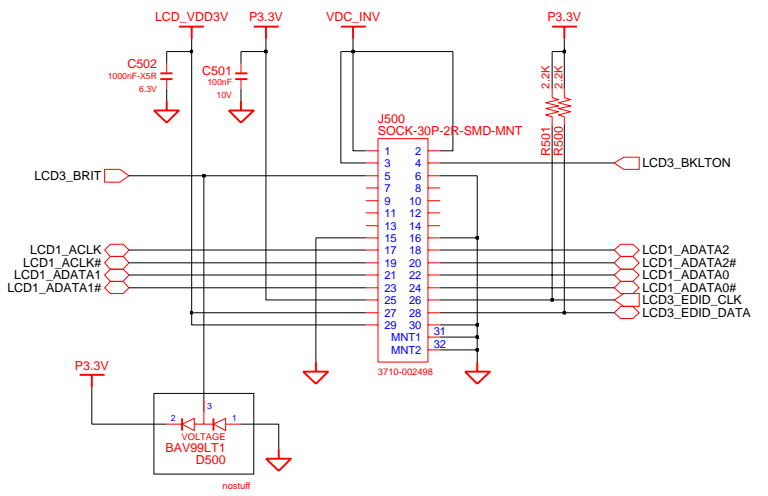 LCD_VDD3V P3.3V VDC_INV P3.3V
C502
1000nF-X5R
6.3V
C501
100nF
10V
2.2K 2.2K
R501 R500
J500
SOCK-30P-2R-SMD-MNT
1 2
3 4 LCD3_BKLTON
LCD3_BRIT 5 6
7 8
9 10
11 12
13 14
15 16
LCD1_ACLK 17 18 LCD1_ADATA2
LCD1_ACLK# 19 20 LCD1_ADATA2#
LCD1_ADATA1 21 22 LCD1_ADATA0
LCD1_ADATA1# 23 24 LCD1_ADATA0#
25 26 LCD3_EDID_CLK
27 28 LCD3_EDID_DATA
29 30
MNT1 31
MNT2 32
3710-002498
P3.3V
3
2 1
VOLTAGE
BAV99LT1
D500
nostuff